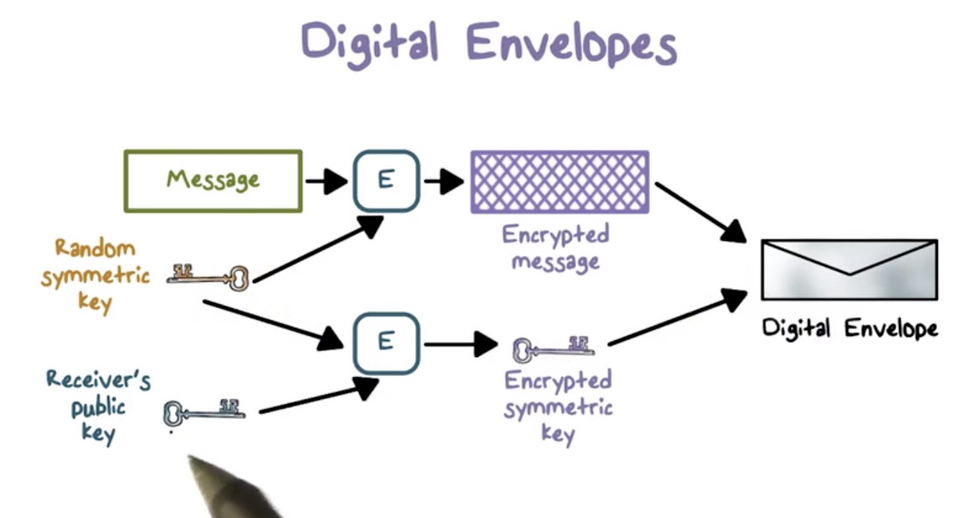 Digital Envelopes
Message
E
Encrypted
message
Random
symmetric
key
E
Receiver's
public
key
Encrypted
symmetric
key
Digital Envelope